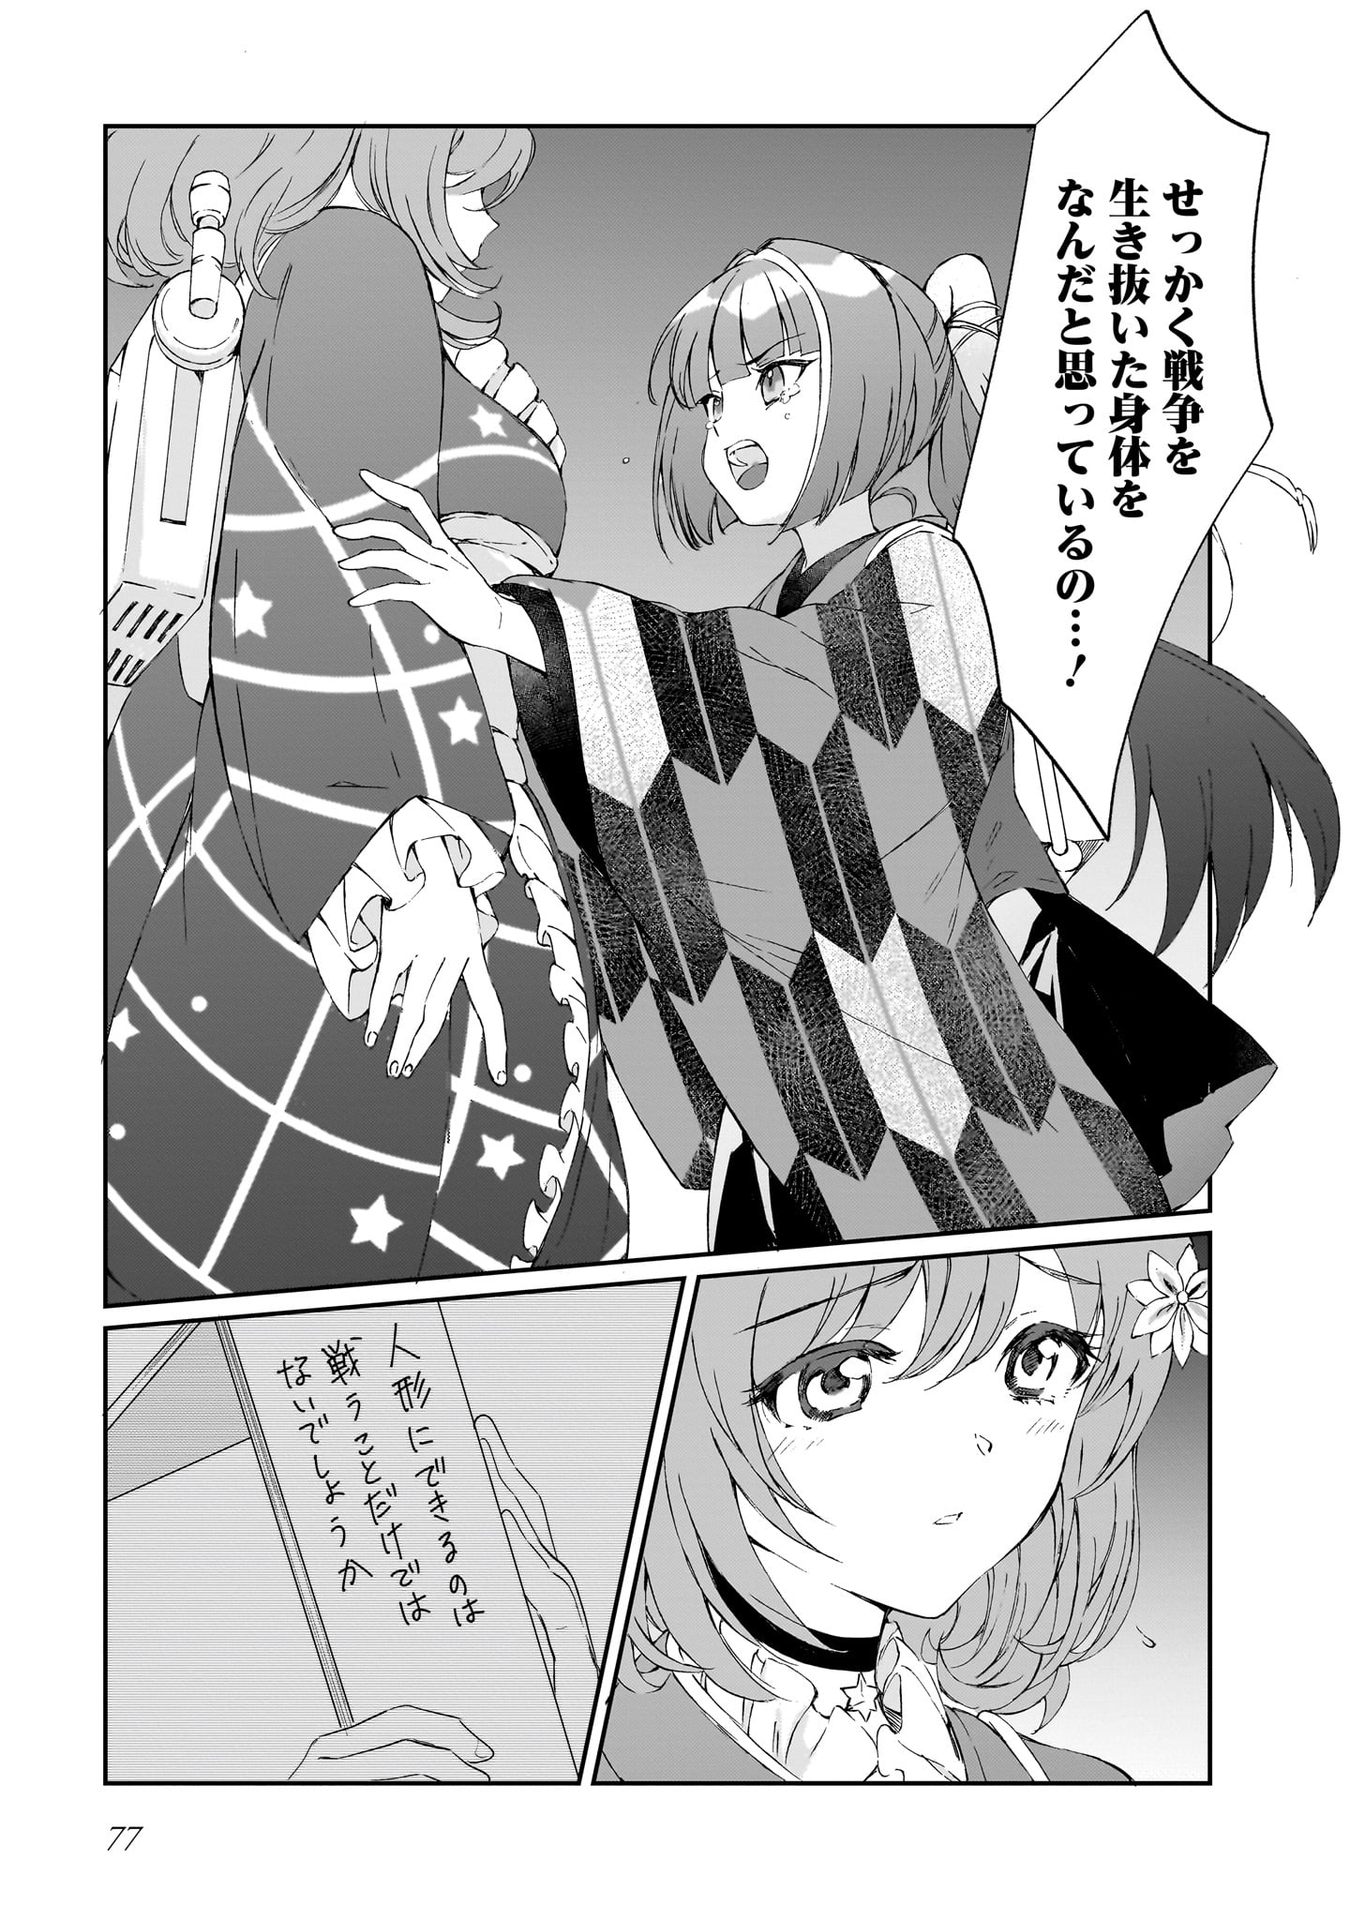 せっかく戦争を
生き抜いた身体を
なんだと思っているの…！
人形にできるのは
戦うことだけでは
ないでしようか
77